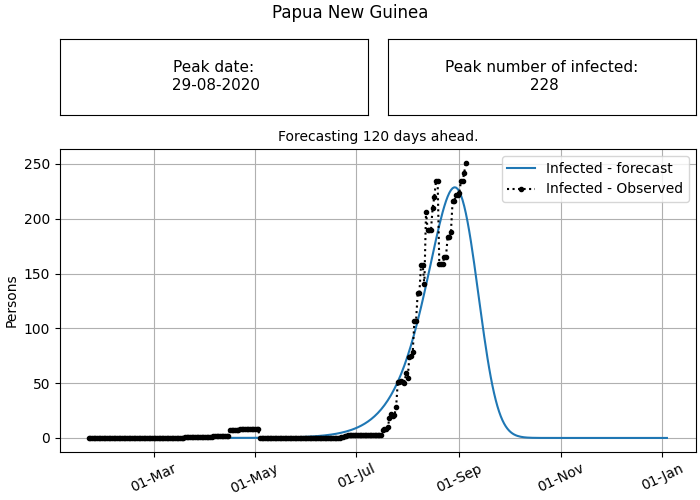 Papua New Guinea
Peak date:
29-08-2020
Peak number of infected:
228
Forecasting 120 days ahead.
Infected - forecast
Infected - Observed
Persons
250
200
150
100
50
0
01-Mar
01-May
01-Jul
01-Sep
01-Nov
01-Jan